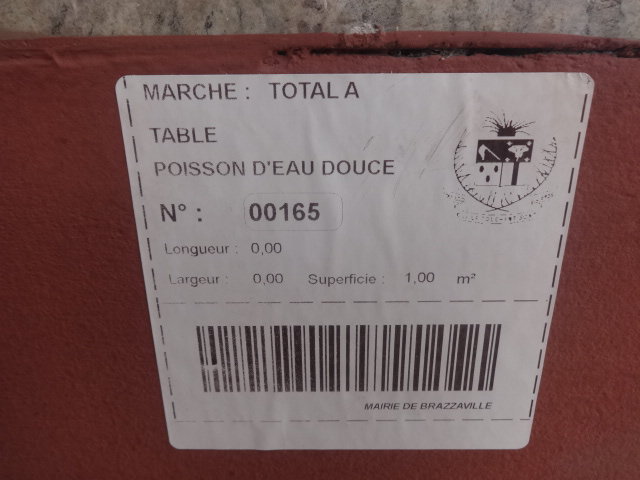 MARCHE : TOTAL A
TABLE
POISSON D'EAU DOUCE
N° : 00165
Longueur : 0,00
Largeur : 0,00 Superficie : 1,00 m²
MAIRIE DE BRAZZAVILLE